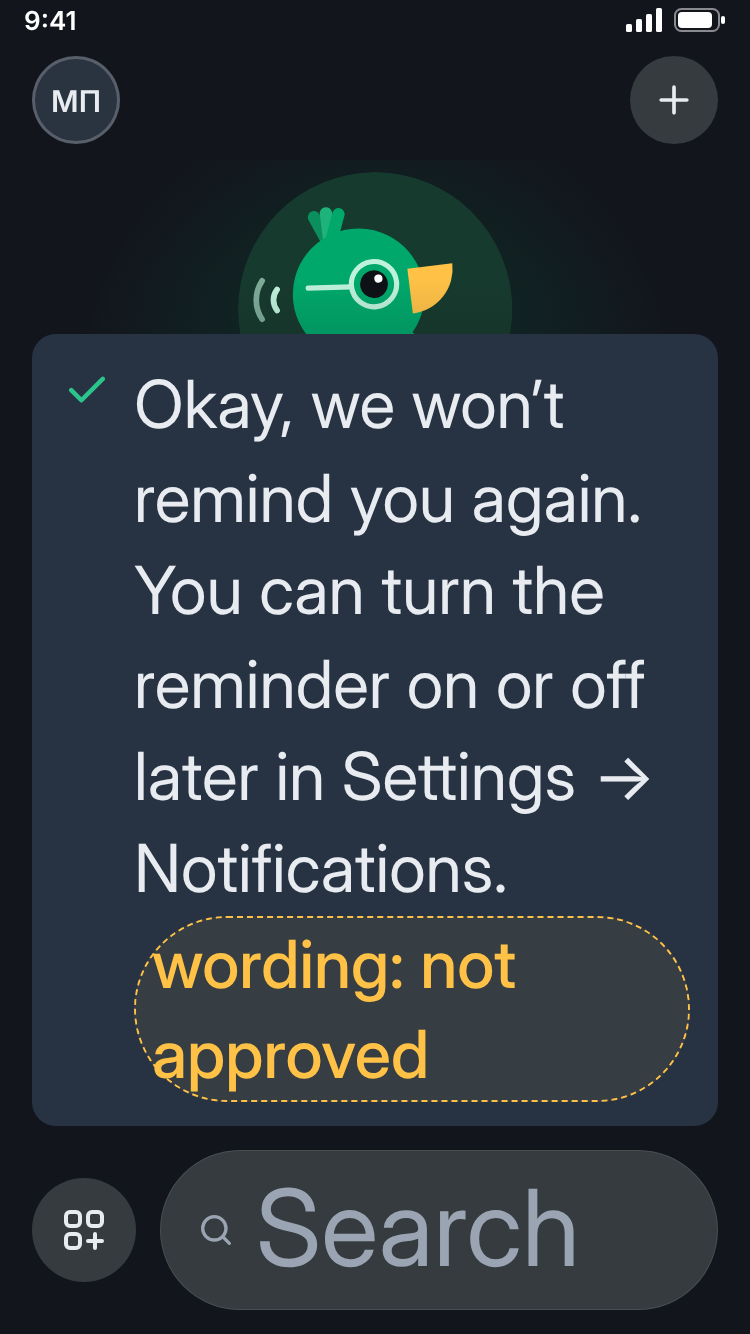 9:41
МП
Okay, we won’t
remind you again.
You can turn the
reminder on or off
later in Settings →
Notifications.
wording: not
approved
Search